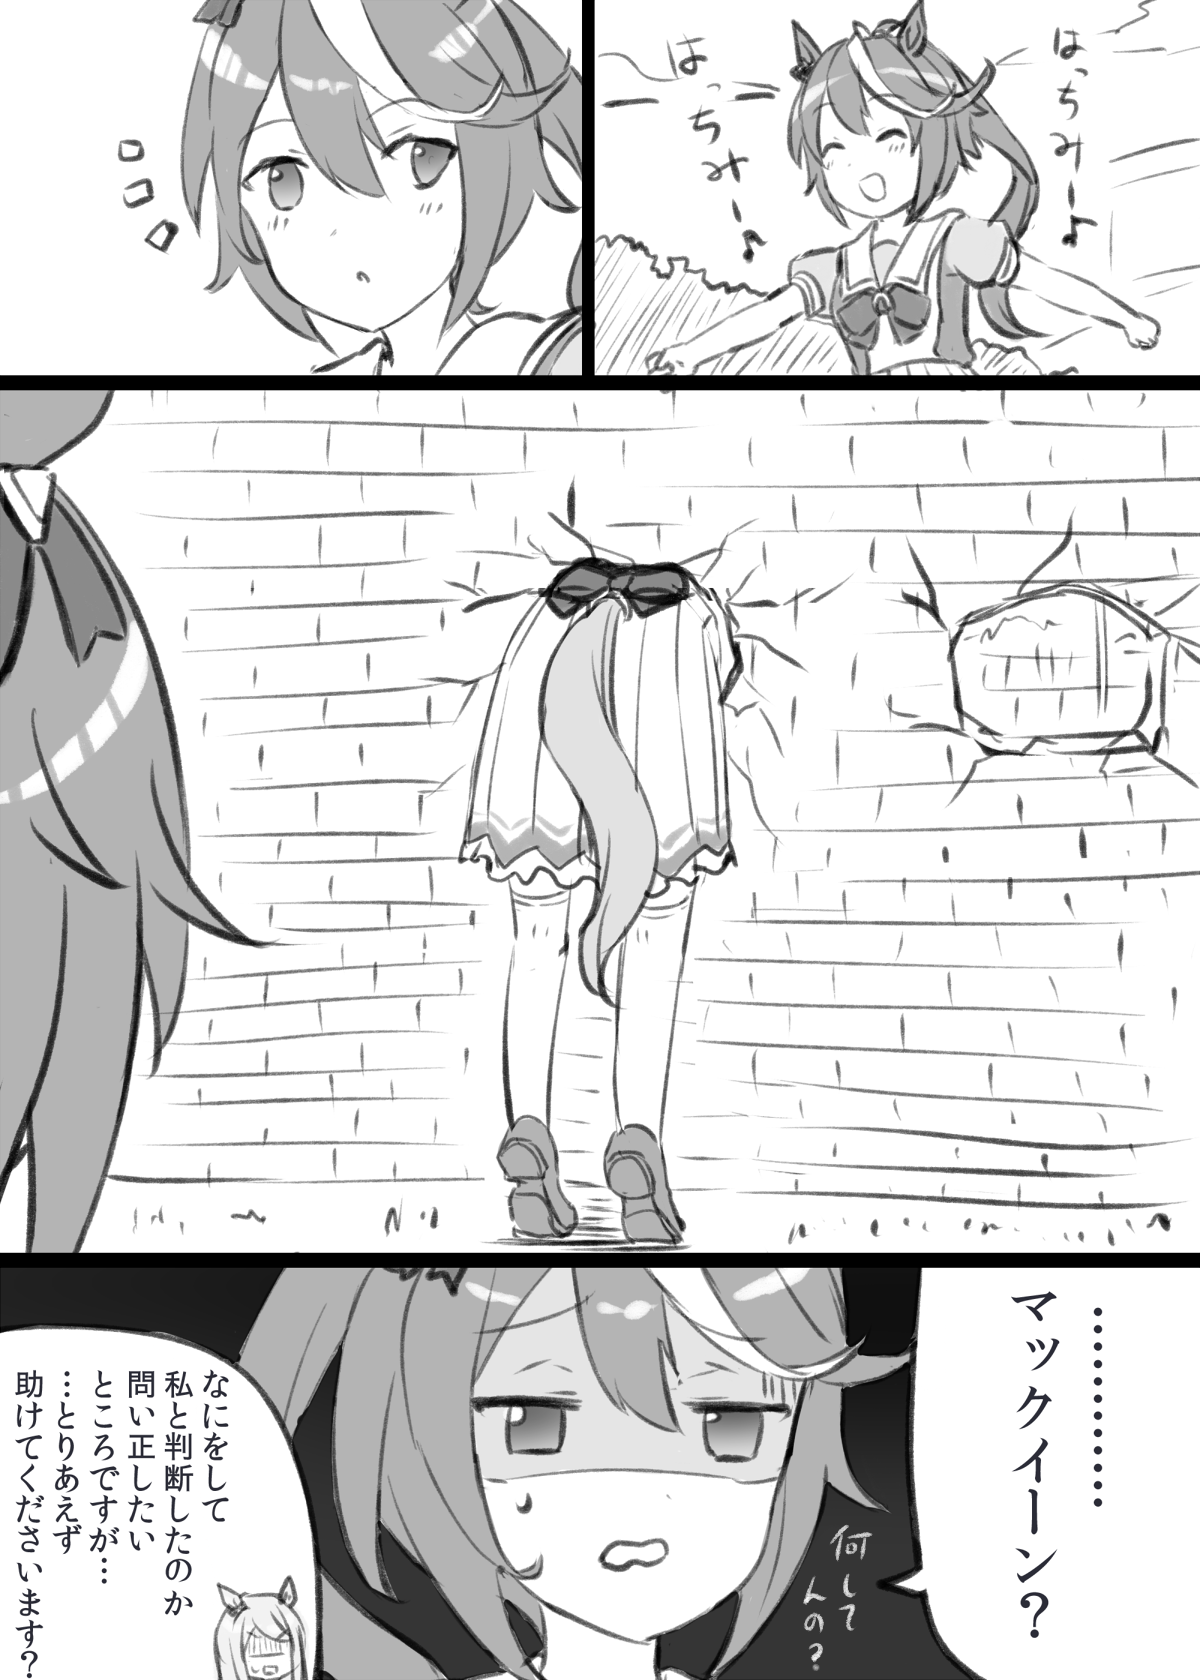 はっちみー♪
はっちみー♪
…………
マックイーン？
何して
んの？
なにをして
私と判断したのか
問い正したい
ところですが…
…とりあえず
助けてくださいます？